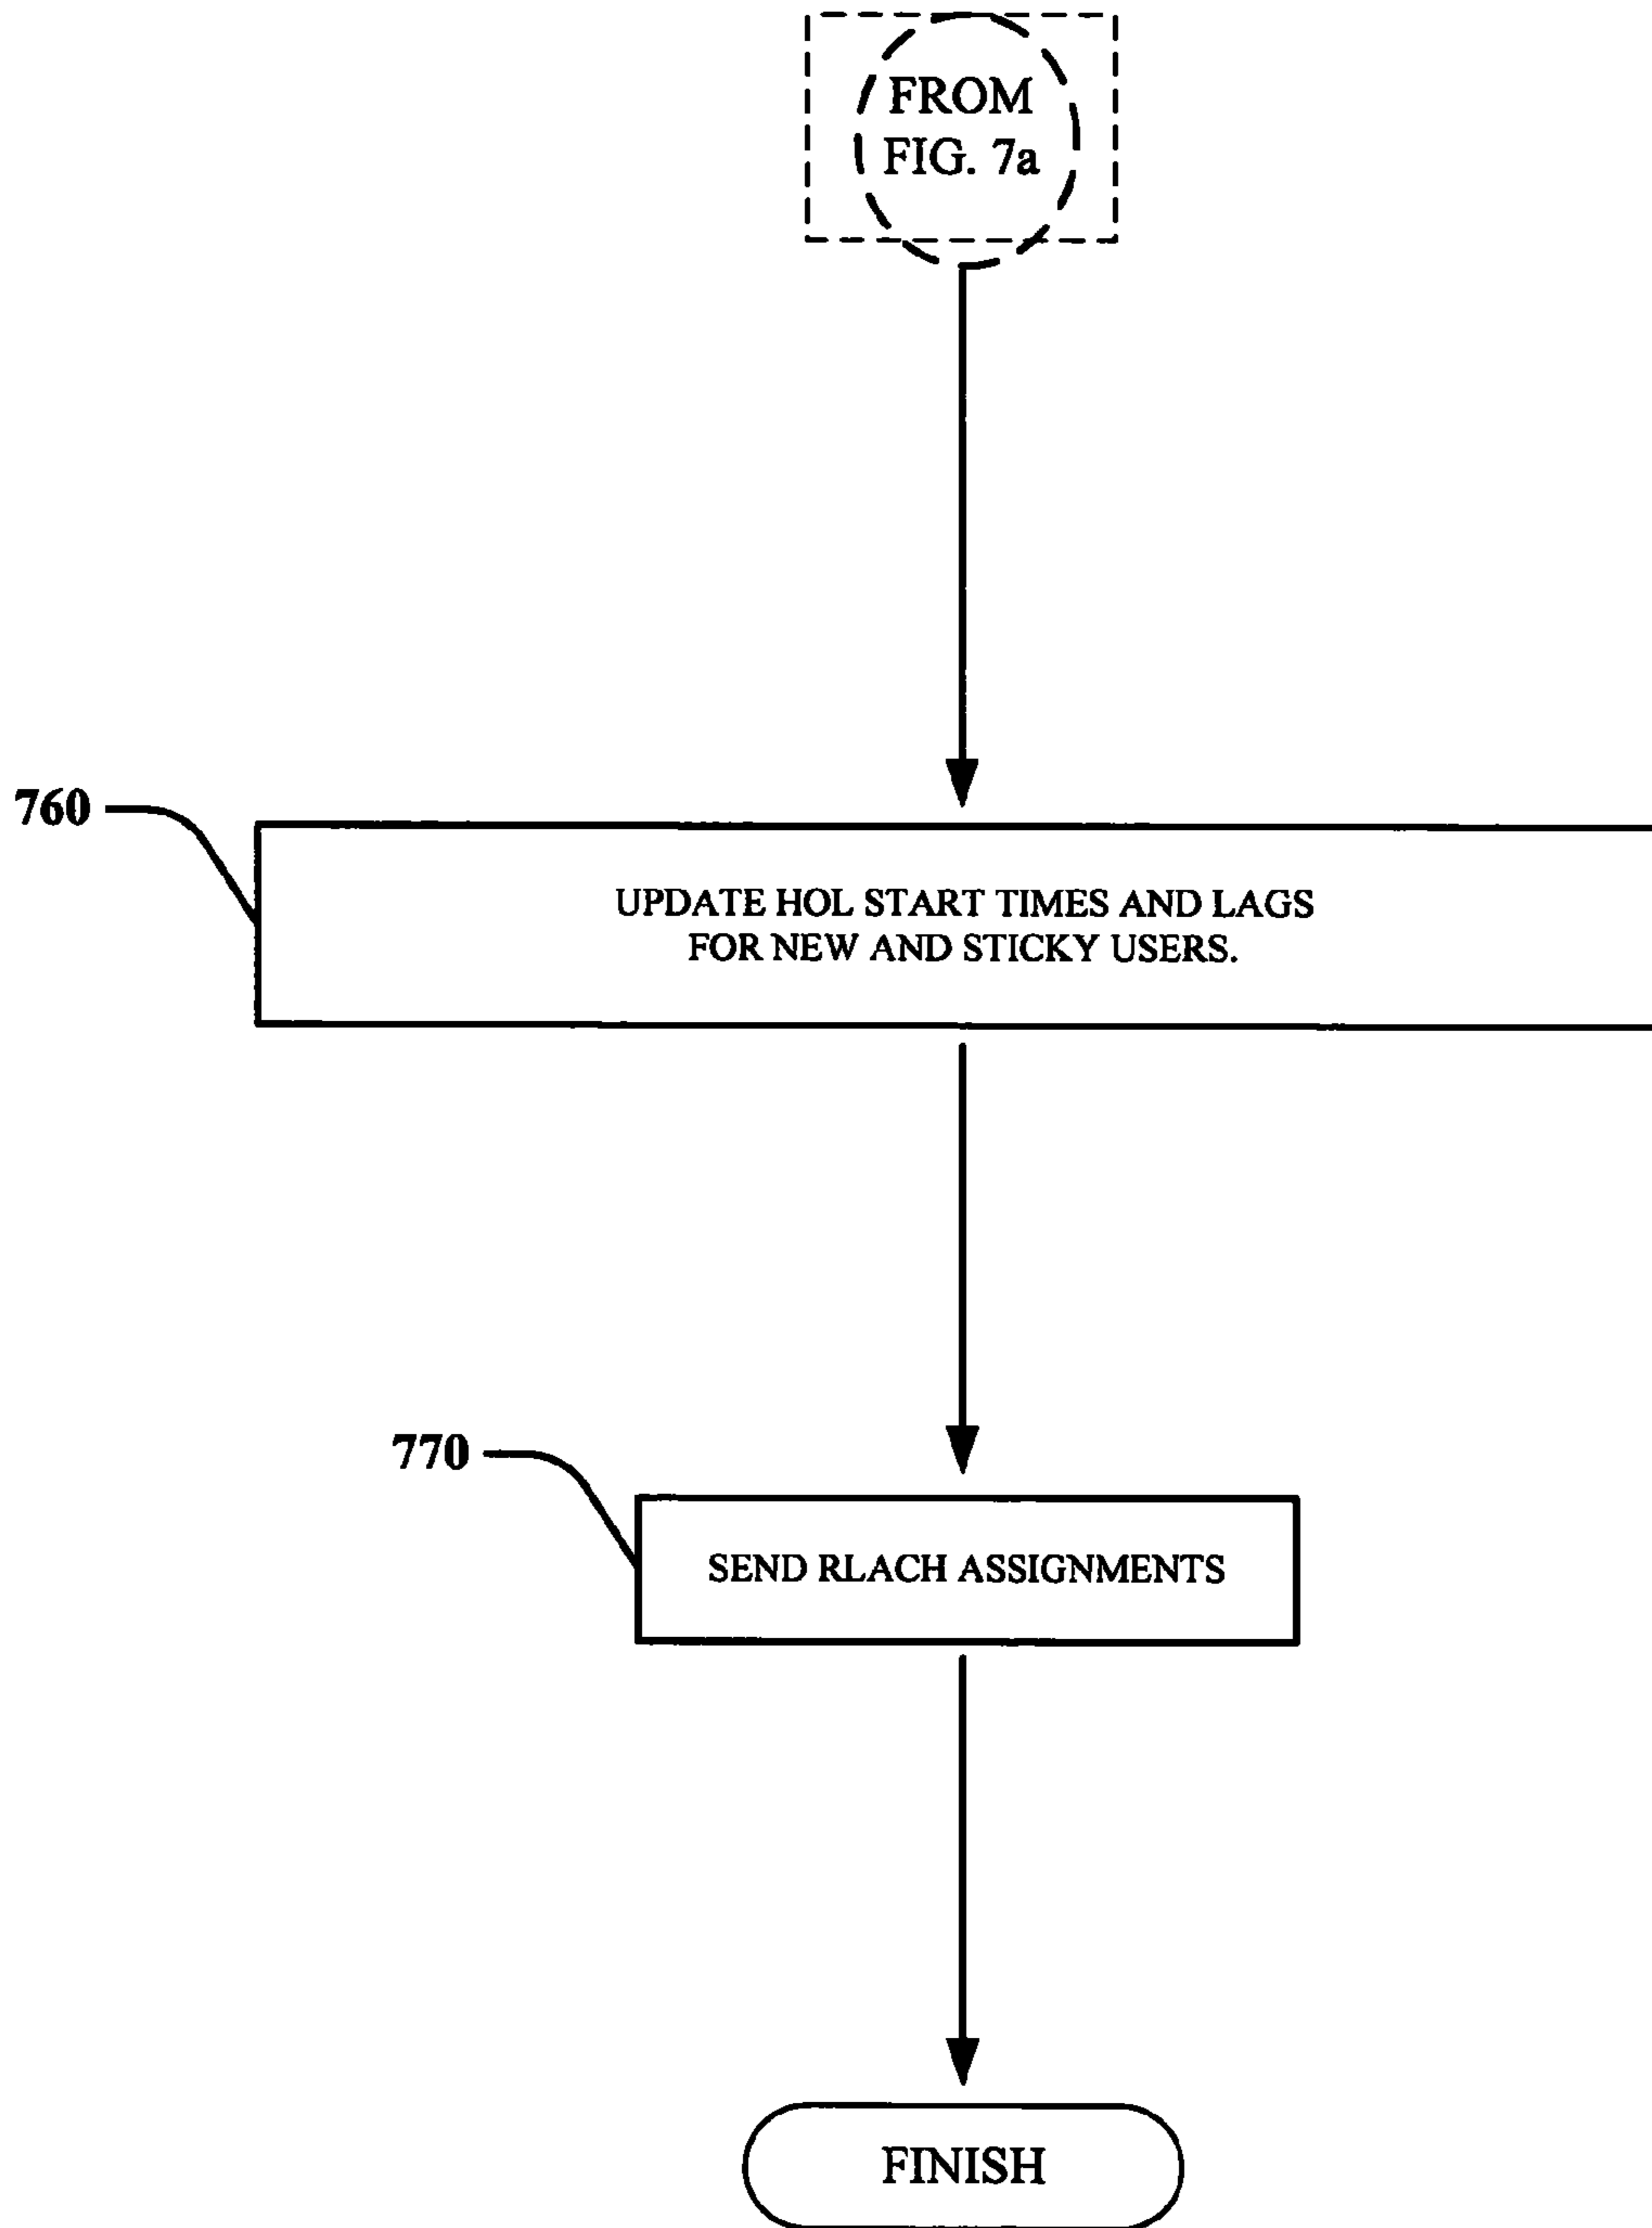 FROM
FIG. 7a
760
UPDATE HOL START TIMES AND LAGS
FOR NEW AND STICKY USERS.
770
SEND RLACH ASSIGNMENTS
FINISH